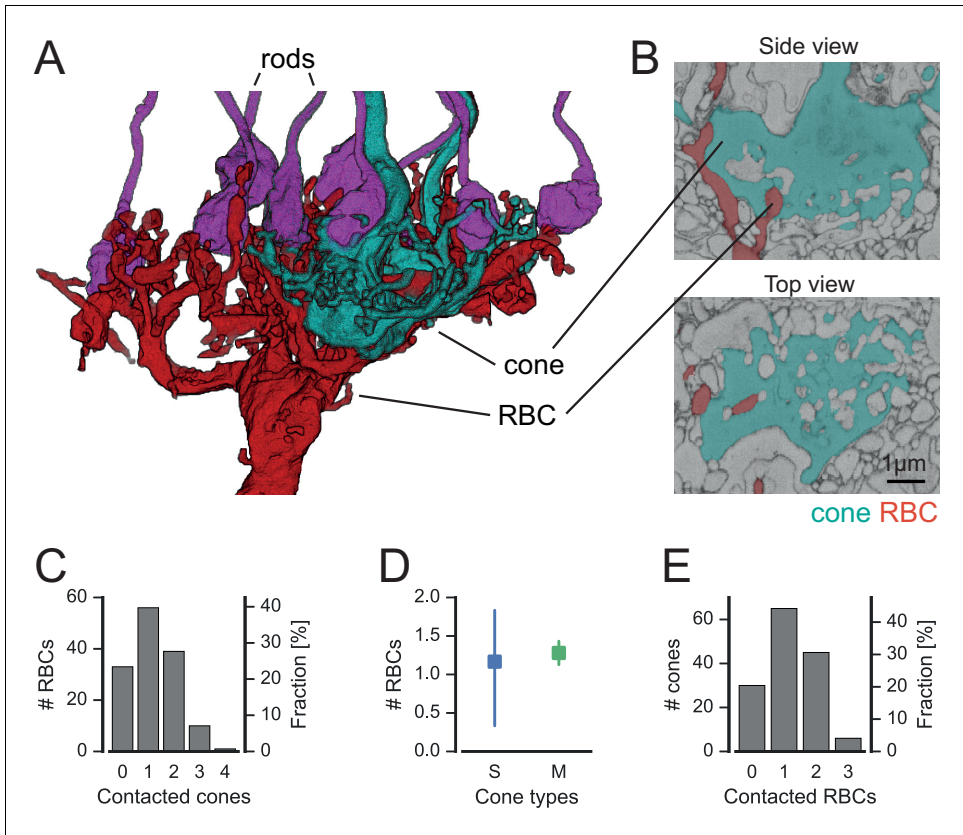 A
rods
cone
RBC
B
Side view
Top view
1μm
cone RBC
C
# RBCs
60
40
20
0
40
30
20
10
0
Fraction [%]
0 1 2 3 4
Contacted cones
D
# RBCs
2.0
1.5
1.0
0.5
0.0
S M
Cone types
E
# cones
60
40
20
0
40
30
20
10
0
Fraction [%]
0 1 2 3
Contacted RBCs